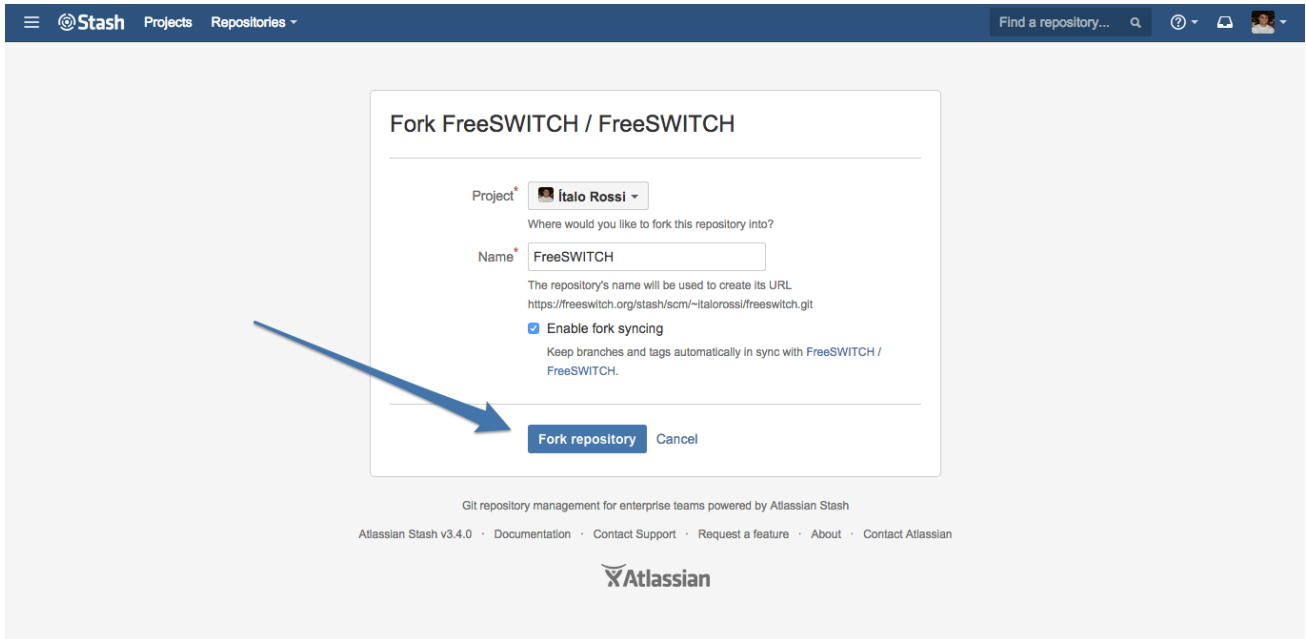 Stash Projects Repositories Find a repository...
Fork FreeSWITCH / FreeSWITCH
Project* Ítalo Rossi
Where would you like to fork this repository into?
Name* FreeSWITCH
The repository's name will be used to create its URL
https://freeswitch.org/stash/scm/~italorossi/freeswitch.git
Enable fork syncing
Keep branches and tags automatically in sync with FreeSWITCH /
FreeSWITCH.
Fork repository Cancel
Git repository management for enterprise teams powered by Atlassian Stash
Atlassian Stash v3.4.0 · Documentation · Contact Support · Request a feature · About · Contact Atlassian
Atlassian